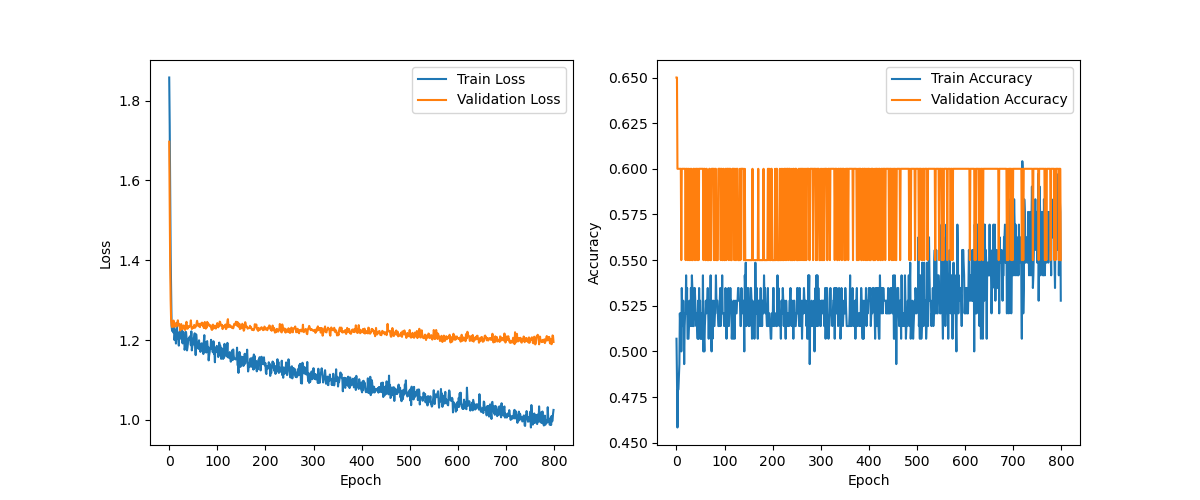 1.8
1.6
1.4
1.2
1.0
Loss
0 100 200 300 400 500 600 700 800
Epoch
Train Loss
Validation Loss
0.650
0.625
0.600
0.575
0.550
0.525
0.500
0.475
0.450
Accuracy
0 100 200 300 400 500 600 700 800
Epoch
Train Accuracy
Validation Accuracy